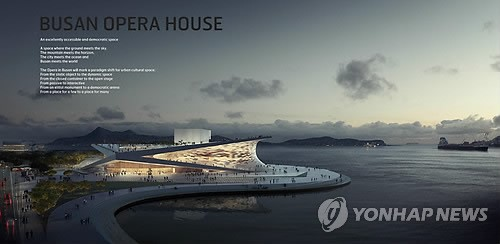 BUSAN OPERA HOUSE
An excellently accessible and democratic space.
A space where the ground meets the sky
The mountain meets the horizon,
The city meets the ocean and
Busan meets the world
The Opera in Busan will mark a paradigm shift for urban cultural space:
From the static object to the dynamic space
From the closed container to the open stage
From passive to interactive
From an elitist monument to a democratic arena
From a place for a few to a place for many
YONHAP NEWS